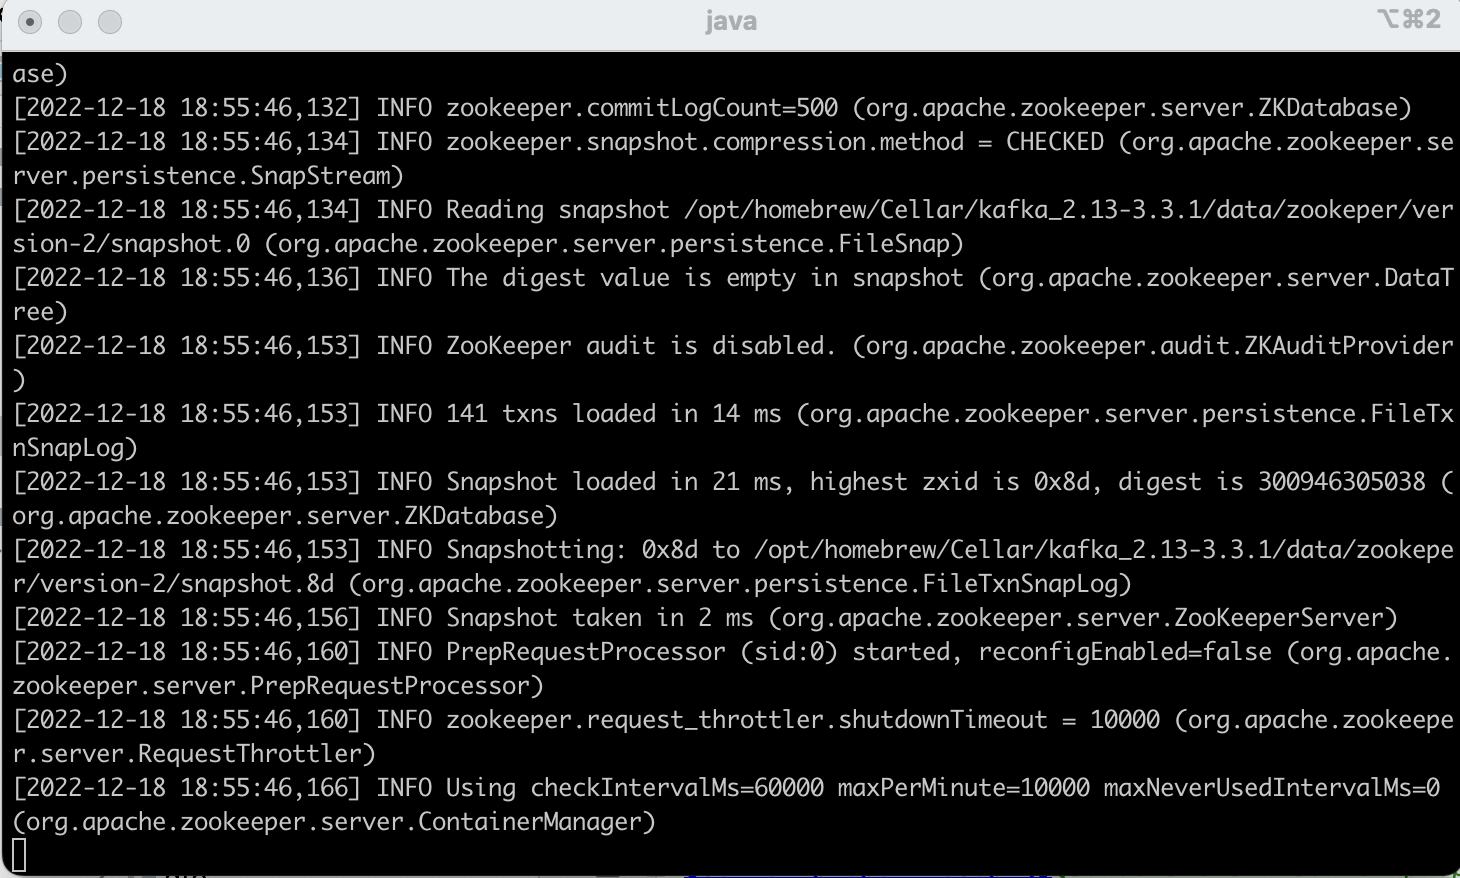 java
⌥⌘2
ase)
[2022-12-18 18:55:46,132] INFO zookeeper.commitLogCount=500 (org.apache.zookeeper.server.ZKDatabase)
[2022-12-18 18:55:46,134] INFO zookeeper.snapshot.compression.method = CHECKED (org.apache.zookeeper.se
rver.persistence.SnapStream)
[2022-12-18 18:55:46,134] INFO Reading snapshot /opt/homebrew/Cellar/kafka_2.13-3.3.1/data/zookeper/ver
sion-2/snapshot.0 (org.apache.zookeeper.server.persistence.FileSnap)
[2022-12-18 18:55:46,136] INFO The digest value is empty in snapshot (org.apache.zookeeper.server.DataT
ree)
[2022-12-18 18:55:46,153] INFO ZooKeeper audit is disabled. (org.apache.zookeeper.audit.ZKAuditProvider
)
[2022-12-18 18:55:46,153] INFO 141 txns loaded in 14 ms (org.apache.zookeeper.server.persistence.FileTx
nSnapLog)
[2022-12-18 18:55:46,153] INFO Snapshot loaded in 21 ms, highest zxid is 0x8d, digest is 300946305038 (
org.apache.zookeeper.server.ZKDatabase)
[2022-12-18 18:55:46,153] INFO Snapshotting: 0x8d to /opt/homebrew/Cellar/kafka_2.13-3.3.1/data/zookepe
r/version-2/snapshot.8d (org.apache.zookeeper.server.persistence.FileTxnSnapLog)
[2022-12-18 18:55:46,156] INFO Snapshot taken in 2 ms (org.apache.zookeeper.server.ZooKeeperServer)
[2022-12-18 18:55:46,160] INFO PrepRequestProcessor (sid:0) started, reconfigEnabled=false (org.apache.
zookeeper.server.PrepRequestProcessor)
[2022-12-18 18:55:46,160] INFO zookeeper.request_throttler.shutdownTimeout = 10000 (org.apache.zookeepe
r.server.RequestThrottler)
[2022-12-18 18:55:46,166] INFO Using checkIntervalMs=60000 maxPerMinute=10000 maxNeverUsedIntervalMs=0
(org.apache.zookeeper.server.ContainerManager)